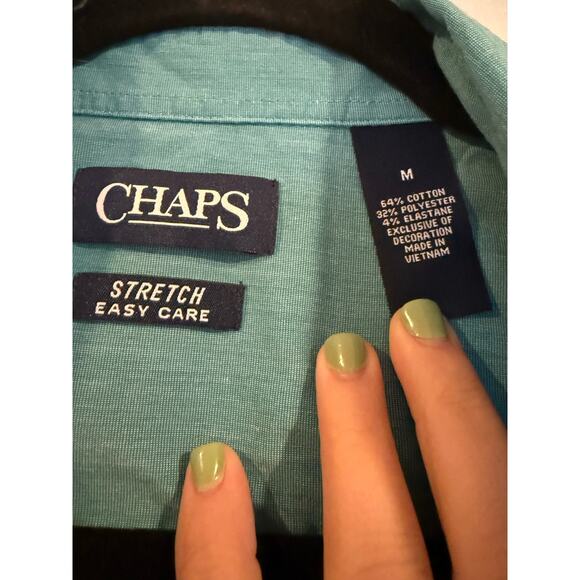 CHAPS
STRETCH
EASY CARE
M
64% COTTON
32% POLYESTER
4% ELASTANE
EXCLUSIVE OF
DECORATION
MADE IN
VIETNAM